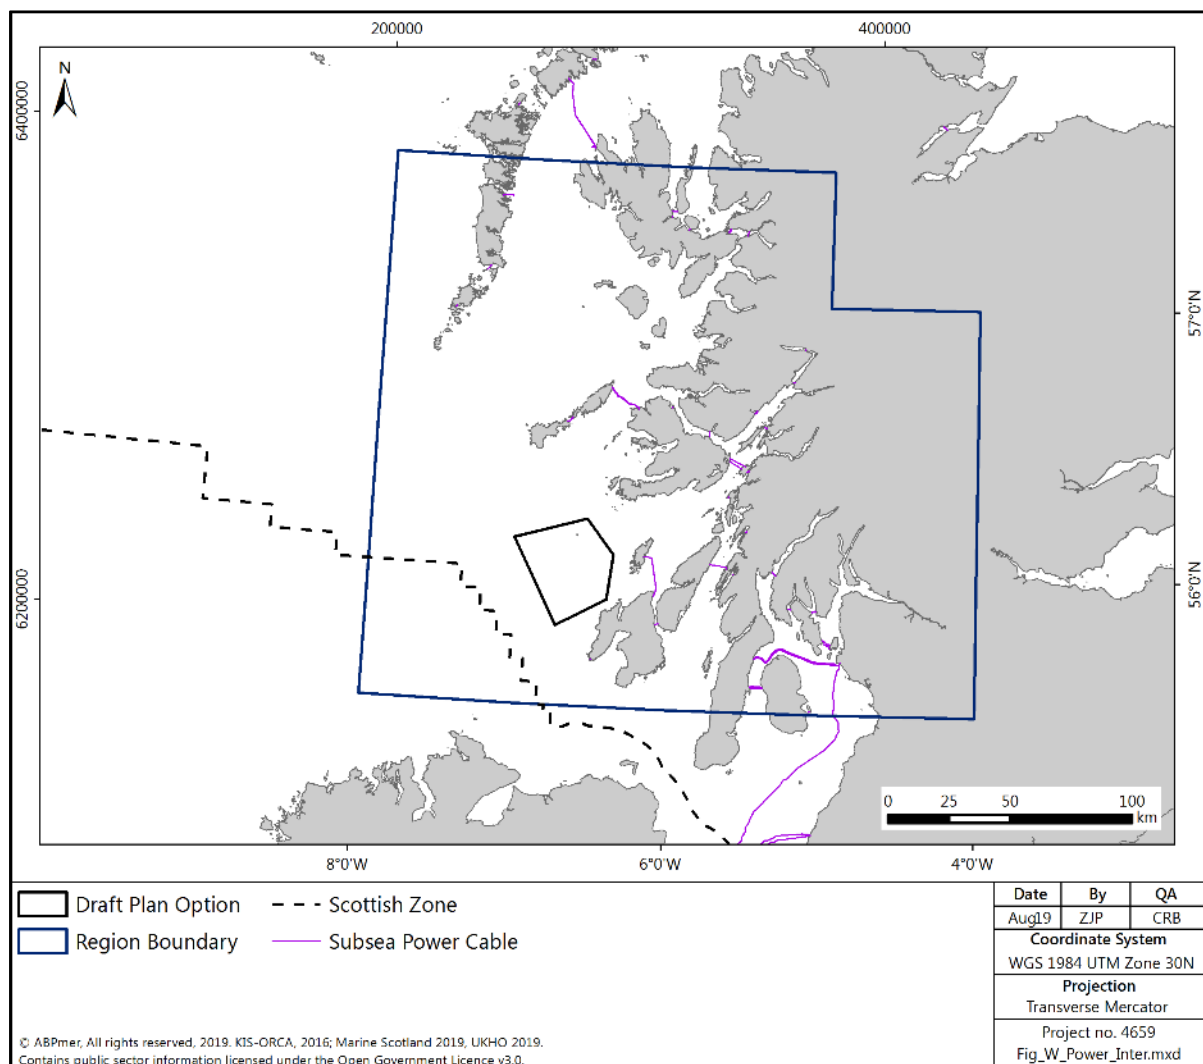 200000
400000
N
6400000
57°0'N
56°0'N
6200000
0 25 50 100
km
8°0'W
6°0'W
4°0'W
Draft Plan Option
Scottish Zone
Region Boundary
Subsea Power Cable
Date By QA
Aug19 ZJP CRB
Coordinate System
WGS 1984 UTM Zone 30N
Projection
Transverse Mercator
Project no. 4659
Fig_W_Power_Inter.mxd
© ABPmer, All rights reserved, 2019. KIS-ORCA, 2016; Marine Scotland 2019, UKHO 2019.
Contains public sector information licensed under the Open Government Licence v3.0.